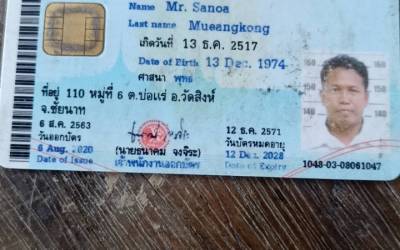 Name Mr. Sanoa
Last name Mueangkong
เกิดวันที่ 13 ธ.ค. 2517
Date of Birth 13 Dec. 1974
ศาสนา พุทธ
ที่อยู่ 110 หมู่ที่ 6 ต.บ่อแร่ อ.วัดสิงห์
จ.ชัยนาท
6 ส.ค. 2563
วันออกบัตร
6 Aug. 2020
Date of Issue
(นายธนาคม จงจิระ)
เจ้าพนักงานออกบัตร
12 ธ.ค. 2571
วันบัตรหมดอายุ
12 Dec. 2028
Date of Expiry
160
150
140
160
150
140
1048-03-08061047